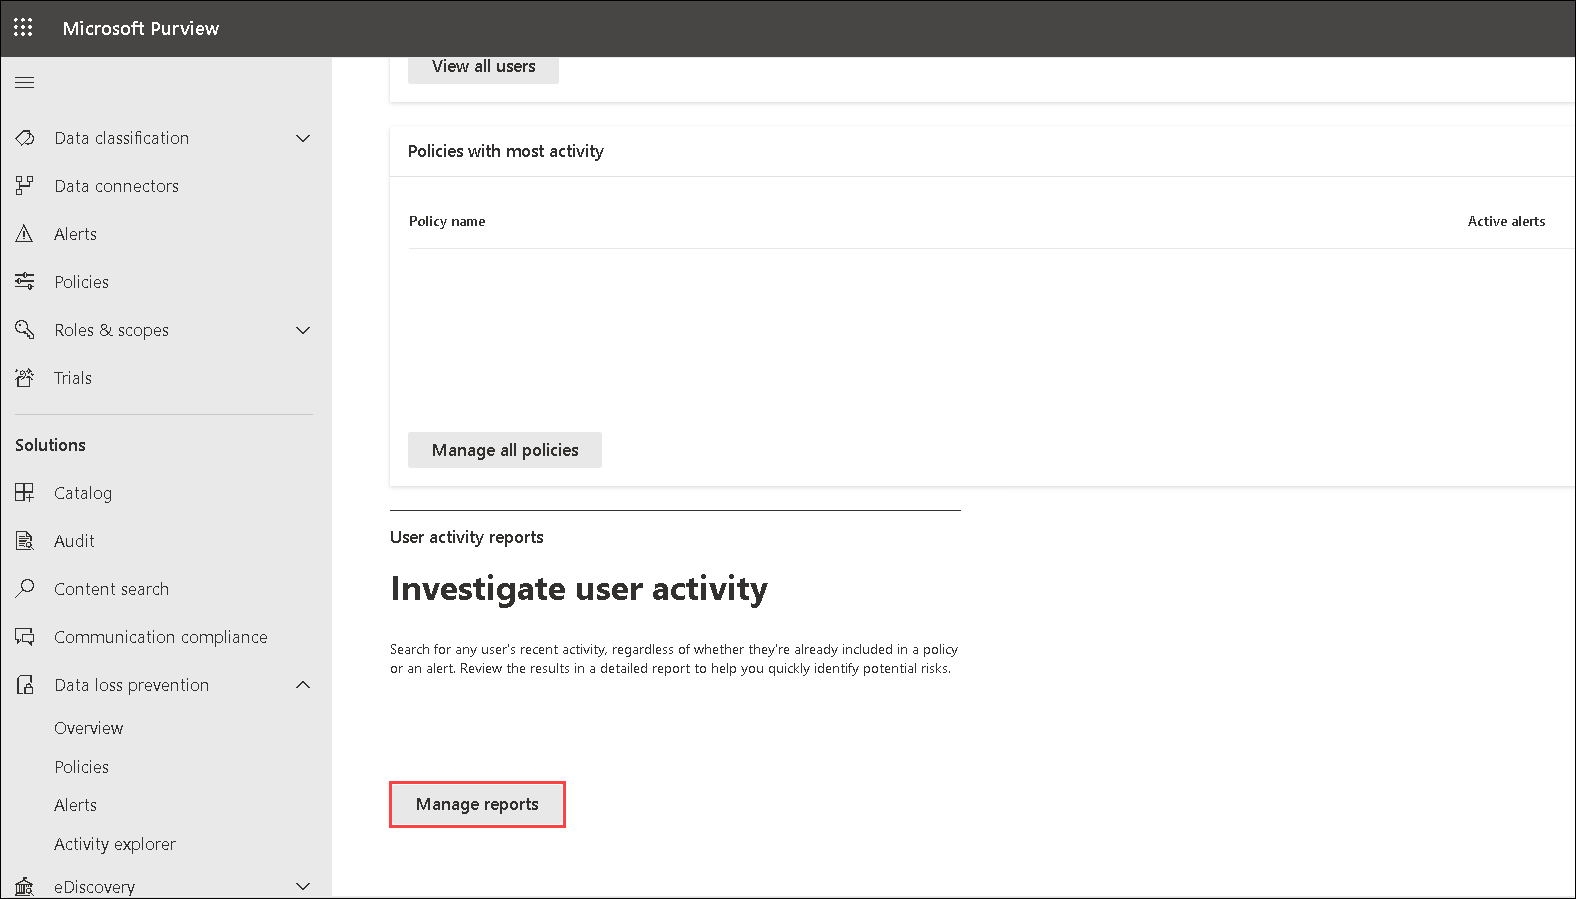 Microsoft Purview
Data classification
Data connectors
Alerts
Policies
Roles & scopes
Trials
Solutions
Catalog
Audit
Content search
Communication compliance
Data loss prevention
Overview
Policies
Alerts
Activity explorer
eDiscovery
View all users
Policies with most activity
Policy name
Active alerts
Manage all policies
User activity reports
Investigate user activity
Search for any user's recent activity, regardless of whether they're already included in a policy
or an alert. Review the results in a detailed report to help you quickly identify potential risks.
Manage reports